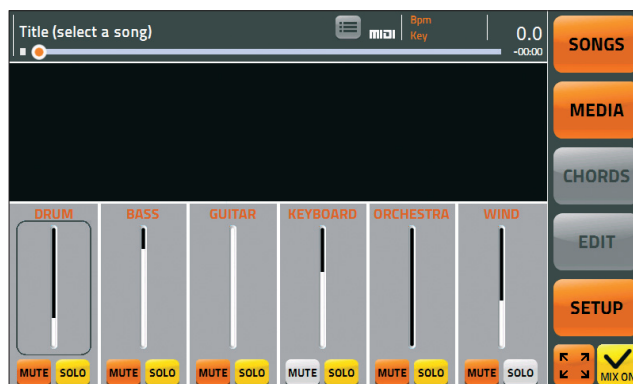 Title (select a song)
miDI
Bpm
Key
0.0
-00:00
SONGS
MEDIA
CHORDS
EDIT
SETUP
MIX ON
DRUM BASS GUITAR KEYBOARD ORCHESTRA WIND
MUTE SOLO MUTE SOLO MUTE SOLO MUTE SOLO MUTE SOLO MUTE SOLO